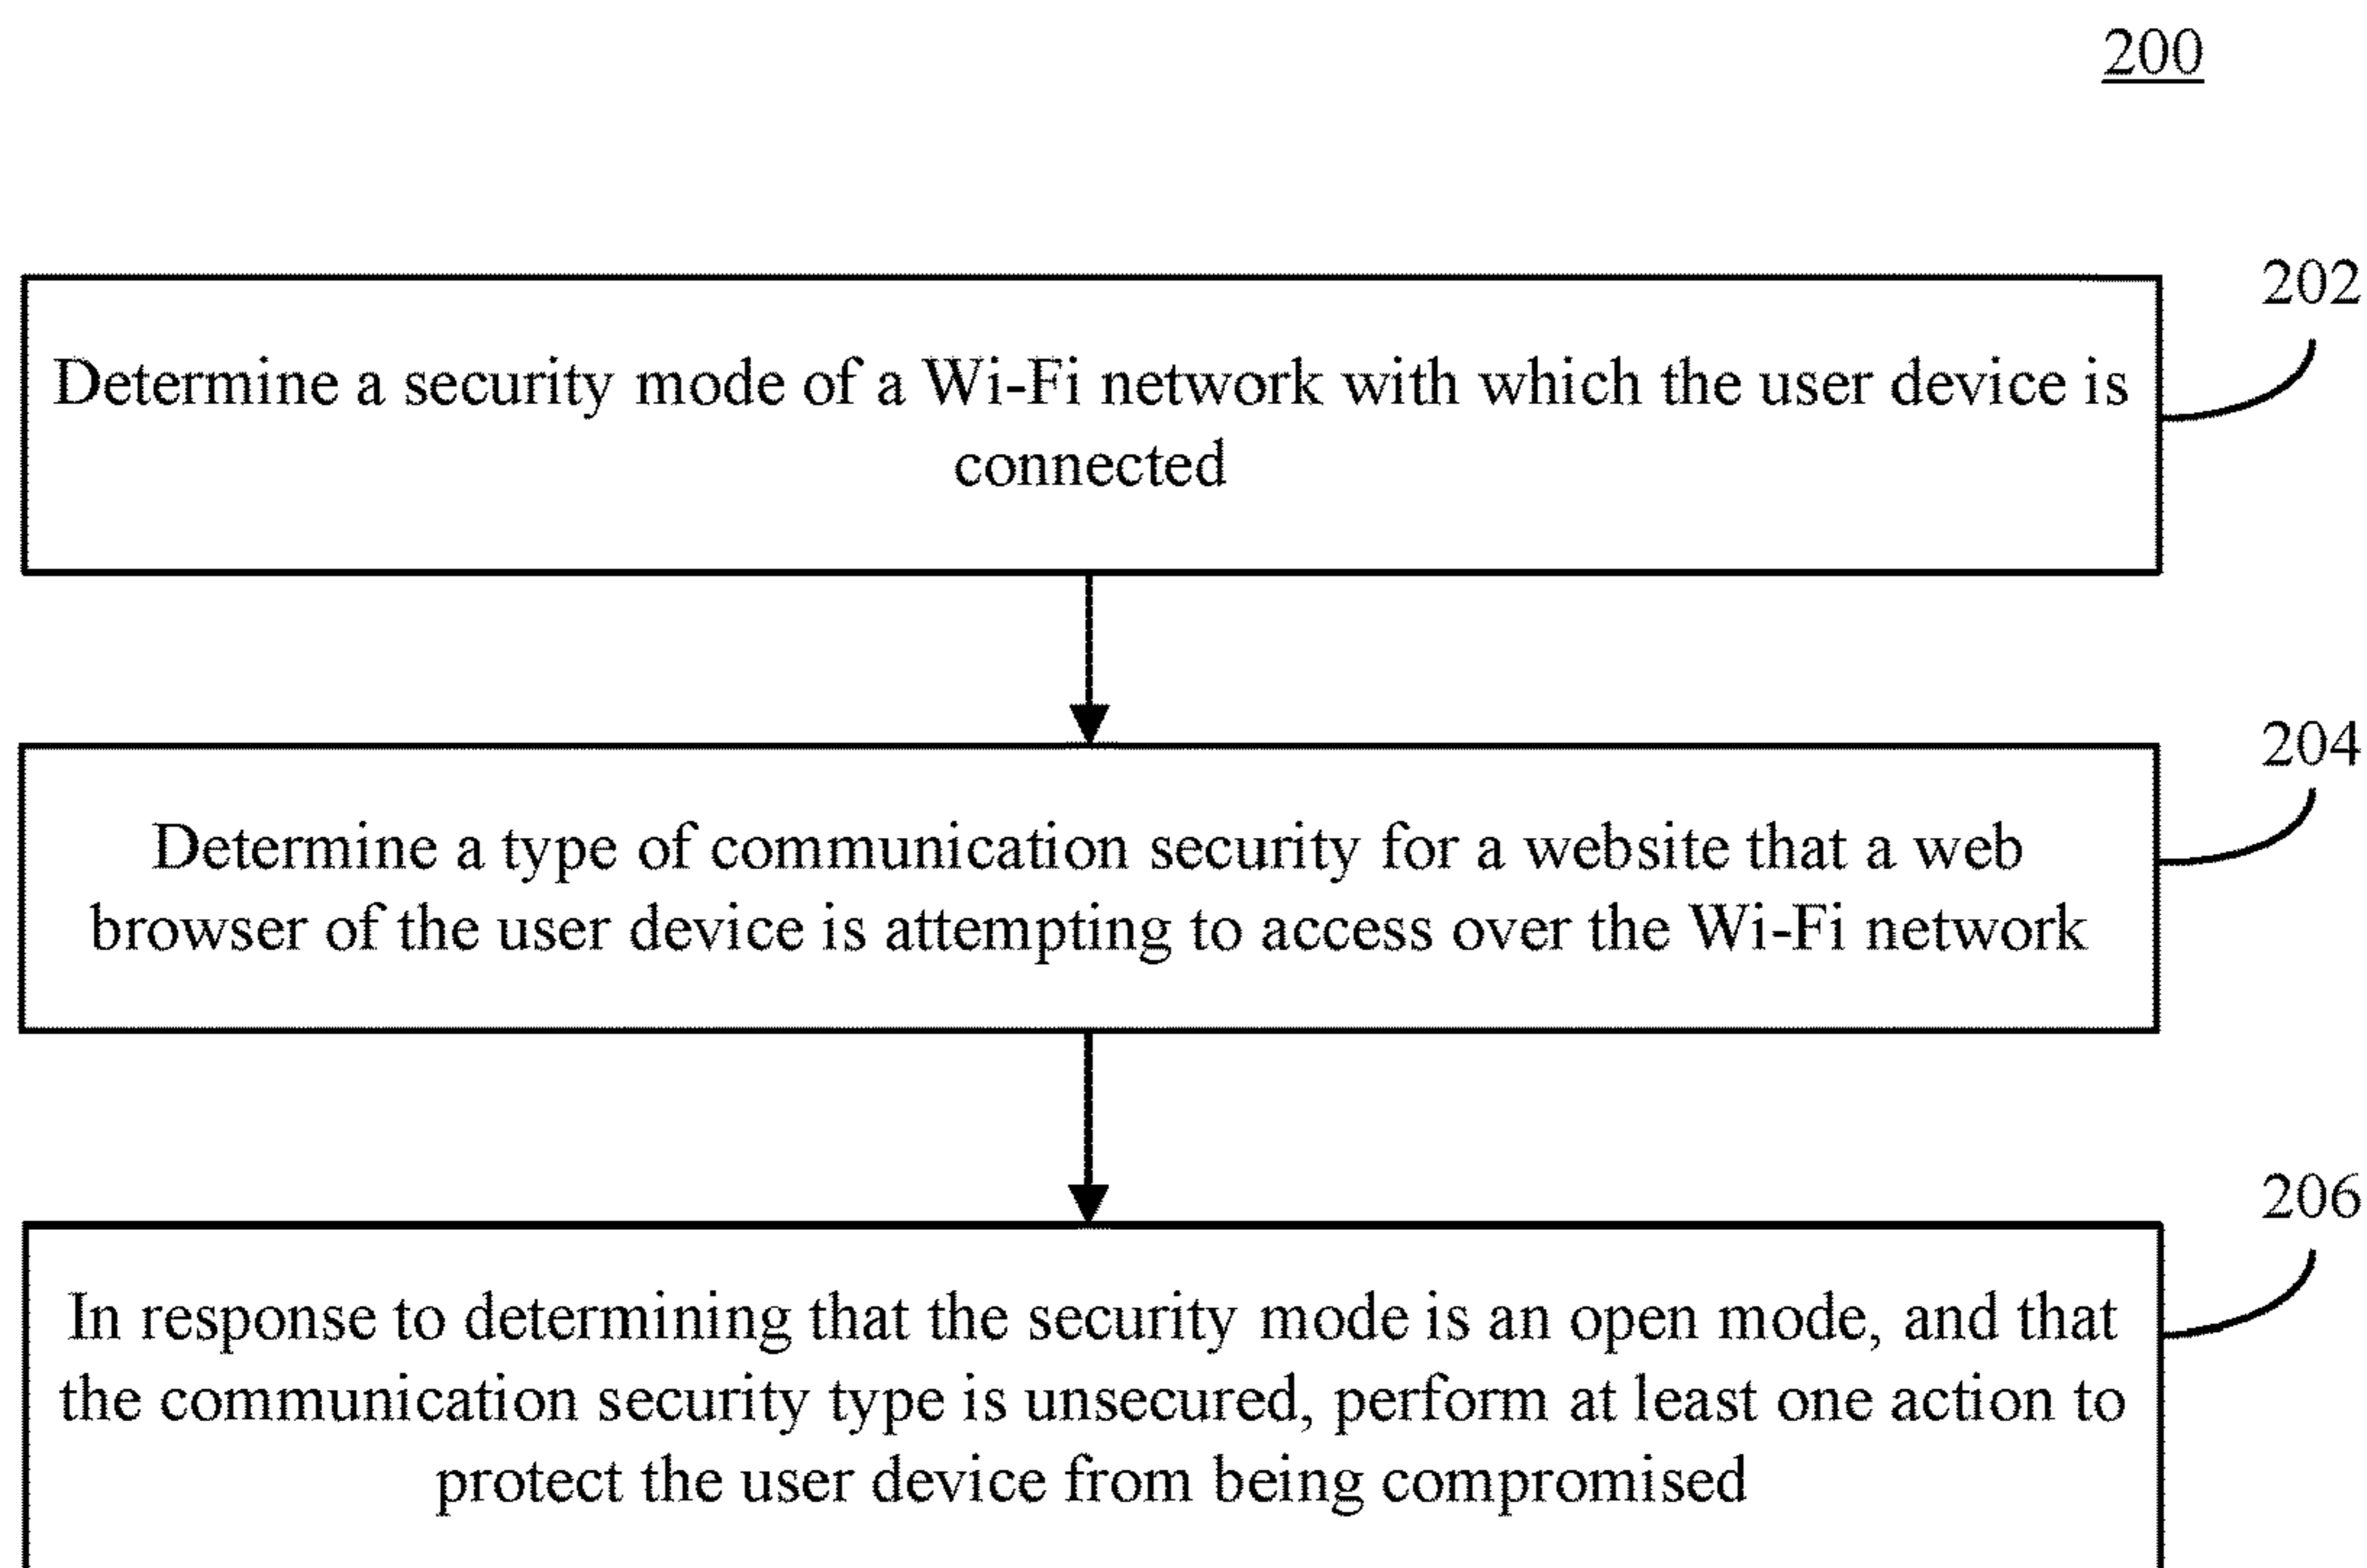 200
202
Determine a security mode of a Wi-Fi network with which the user device is
connected
204
Determine a type of communication security for a website that a web
browser of the user device is attempting to access over the Wi-Fi network
206
In response to determining that the security mode is an open mode, and that
the communication security type is unsecured, perform at least one action to
protect the user device from being compromised